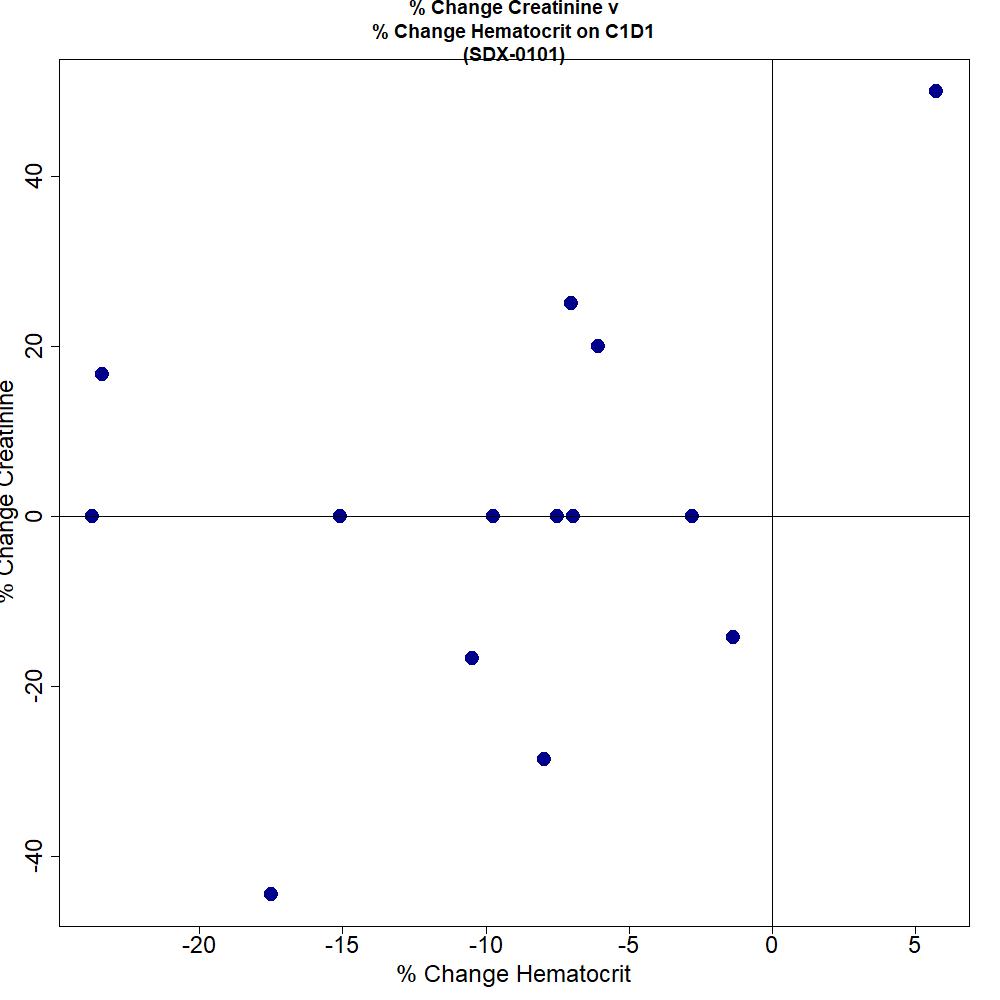 % Change Creatinine v
% Change Hematocrit on C1D1
(SDX-0101)
40
20
0
-20
-40
% Change Creatinine
-20
-15
-10
-5
0
5
% Change Hematocrit